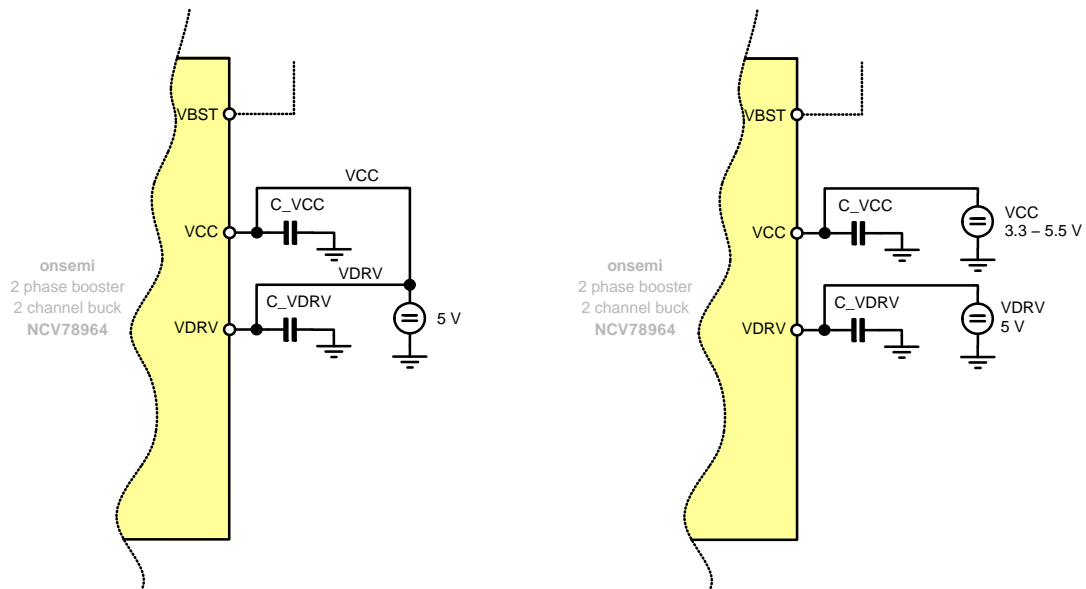 VBST
VCC
C_VCC
VCC
VDRV
C_VDRV
VDRV
5 V
onsemi
2 phase booster
2 channel buck
NCV78964
VBST
C_VCC
VCC
VCC
3.3 – 5.5 V
C_VDRV
VDRV
VDRV
5 V
onsemi
2 phase booster
2 channel buck
NCV78964